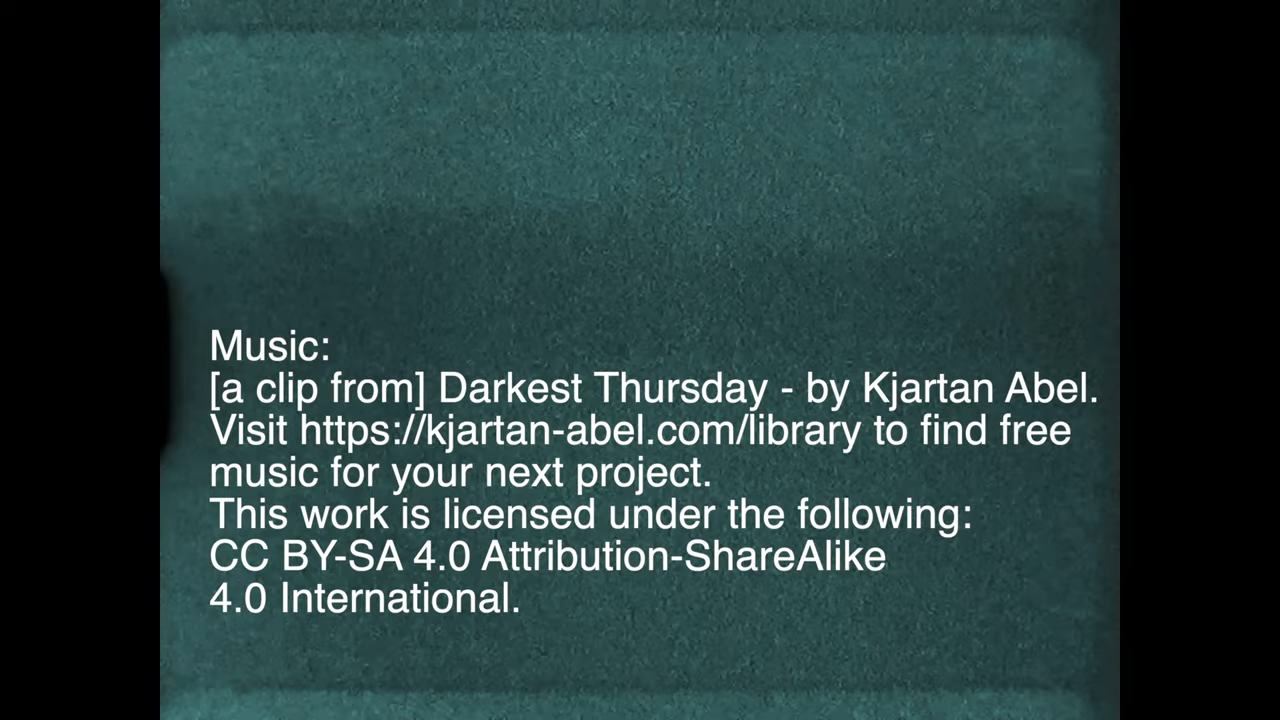 Music:
[a clip from] Darkest Thursday - by Kjartan Abel.
Visit https://kjartan-abel.com/library to find free
music for your next project.
This work is licensed under the following:
CC BY-SA 4.0 Attribution-ShareAlike
4.0 International.